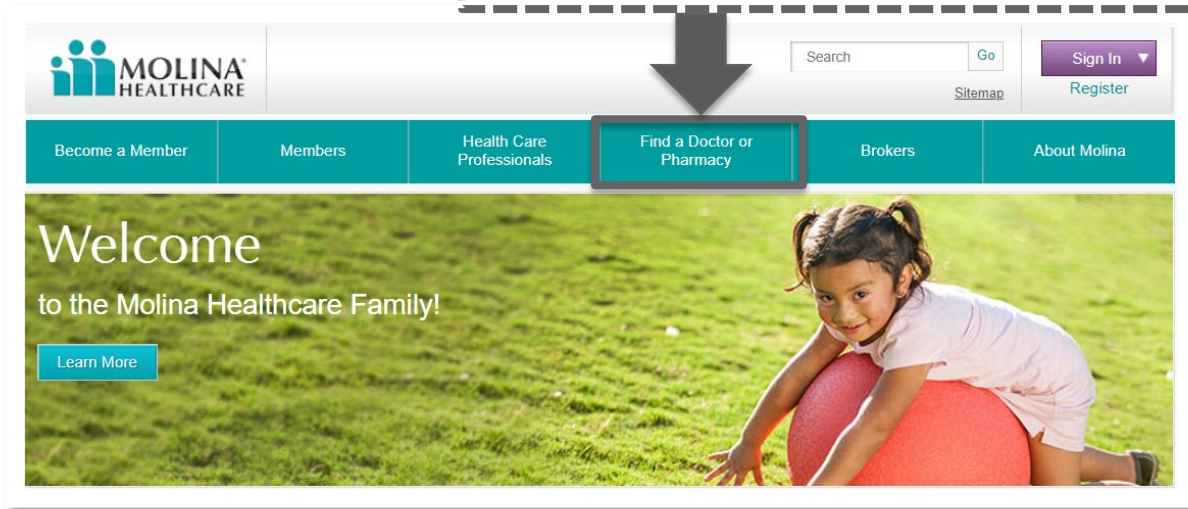 MOLINA
HEALTHCARE
Search
Go
Sign In
Sitemap
Register
Become a Member
Members
Health Care
Professionals
Find a Doctor or
Pharmacy
Brokers
About Molina
Welcome
to the Molina Healthcare Family!
Learn More